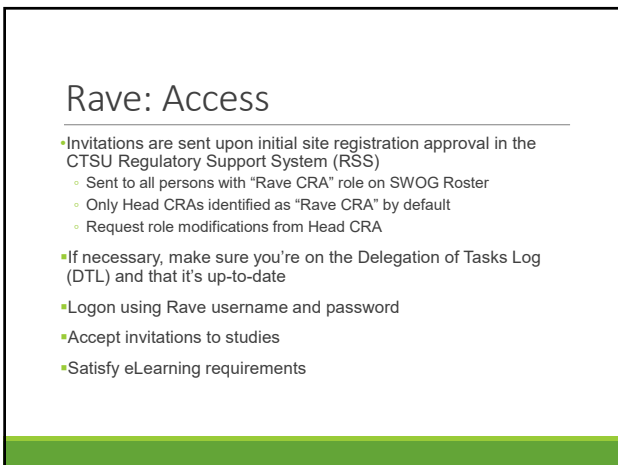 Rave: Access
•Invitations are sent upon initial site registration approval in the
CTSU Regulatory Support System (RSS)
◦ Sent to all persons with “Rave CRA” role on SWOG Roster
◦ Only Head CRAs identified as “Rave CRA” by default
◦ Request role modifications from Head CRA
▪If necessary, make sure you’re on the Delegation of Tasks Log
(DTL) and that it’s up-to-date
▪Logon using Rave username and password
▪Accept invitations to studies
▪Satisfy eLearning requirements